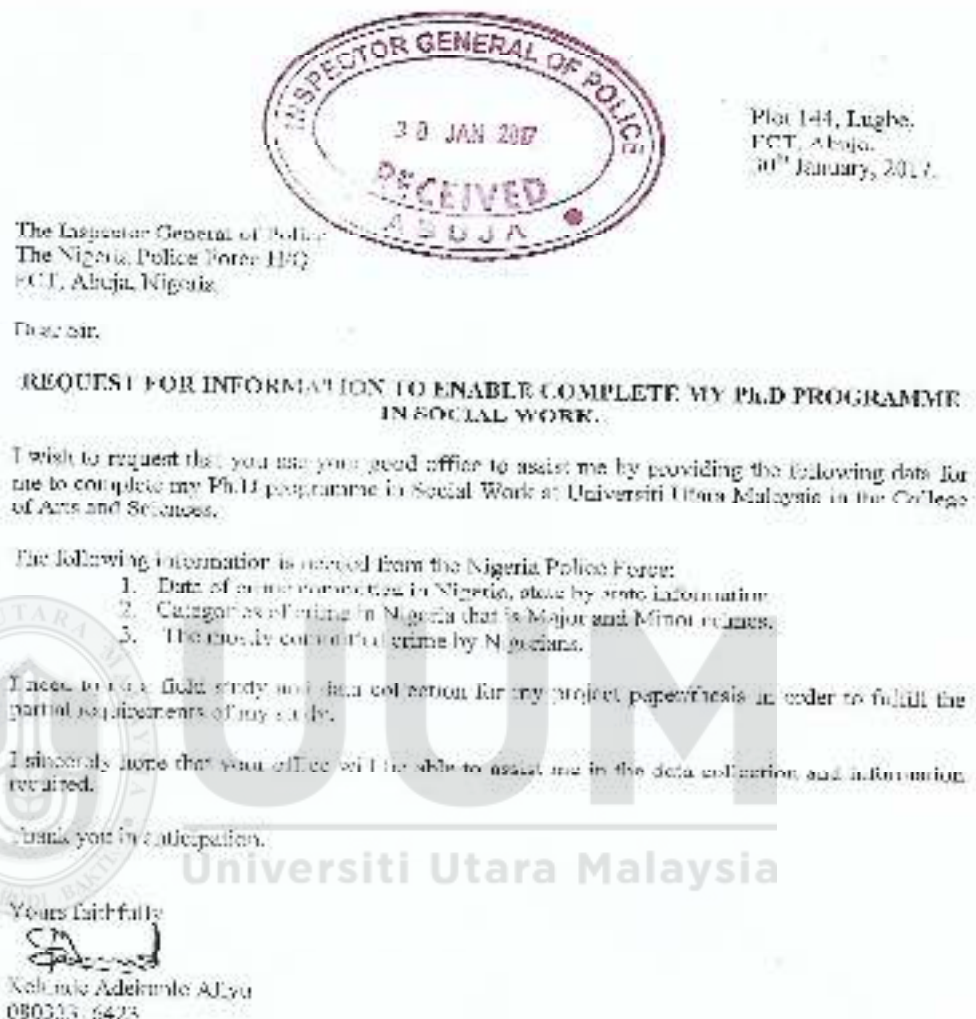 INSPECTOR GENERAL OF POLICE
30 JAN 2017
RECEIVED
ABUJA
Plot 144, Lugbe,
FCT, Abuja.
30th January, 2017.
The Inspector General of Police
The Nigeria Police Force H/Q
FCT, Abuja, Nigeria.
Dear Sir,
REQUEST FOR INFORMATION TO ENABLE COMPLETE MY Ph.D PROGRAMME
IN SOCIAL WORK.
I wish to request that you use your good office to assist me by providing the following data for
me to complete my Ph.D programme in Social Work at Universiti Utara Malaysia in the College
of Arts and Sciences.
The following information is needed from the Nigeria Police Force:
1. Data of crime committed in Nigeria, state by state information
2. Categories of crime in Nigeria that is Major and Minor crimes.
3. The mostly committed crime by Nigerians.
I need to field study and data collection for my project paper/thesis in order to fulfill the
partial requirements of my study.
I sincerely hope that your office will be able to assist me in the data collection and information
required.
Thank you in anticipation.
Yours faithfully
Adekunle Aliyu
UUM
Universiti Utara Malaysia